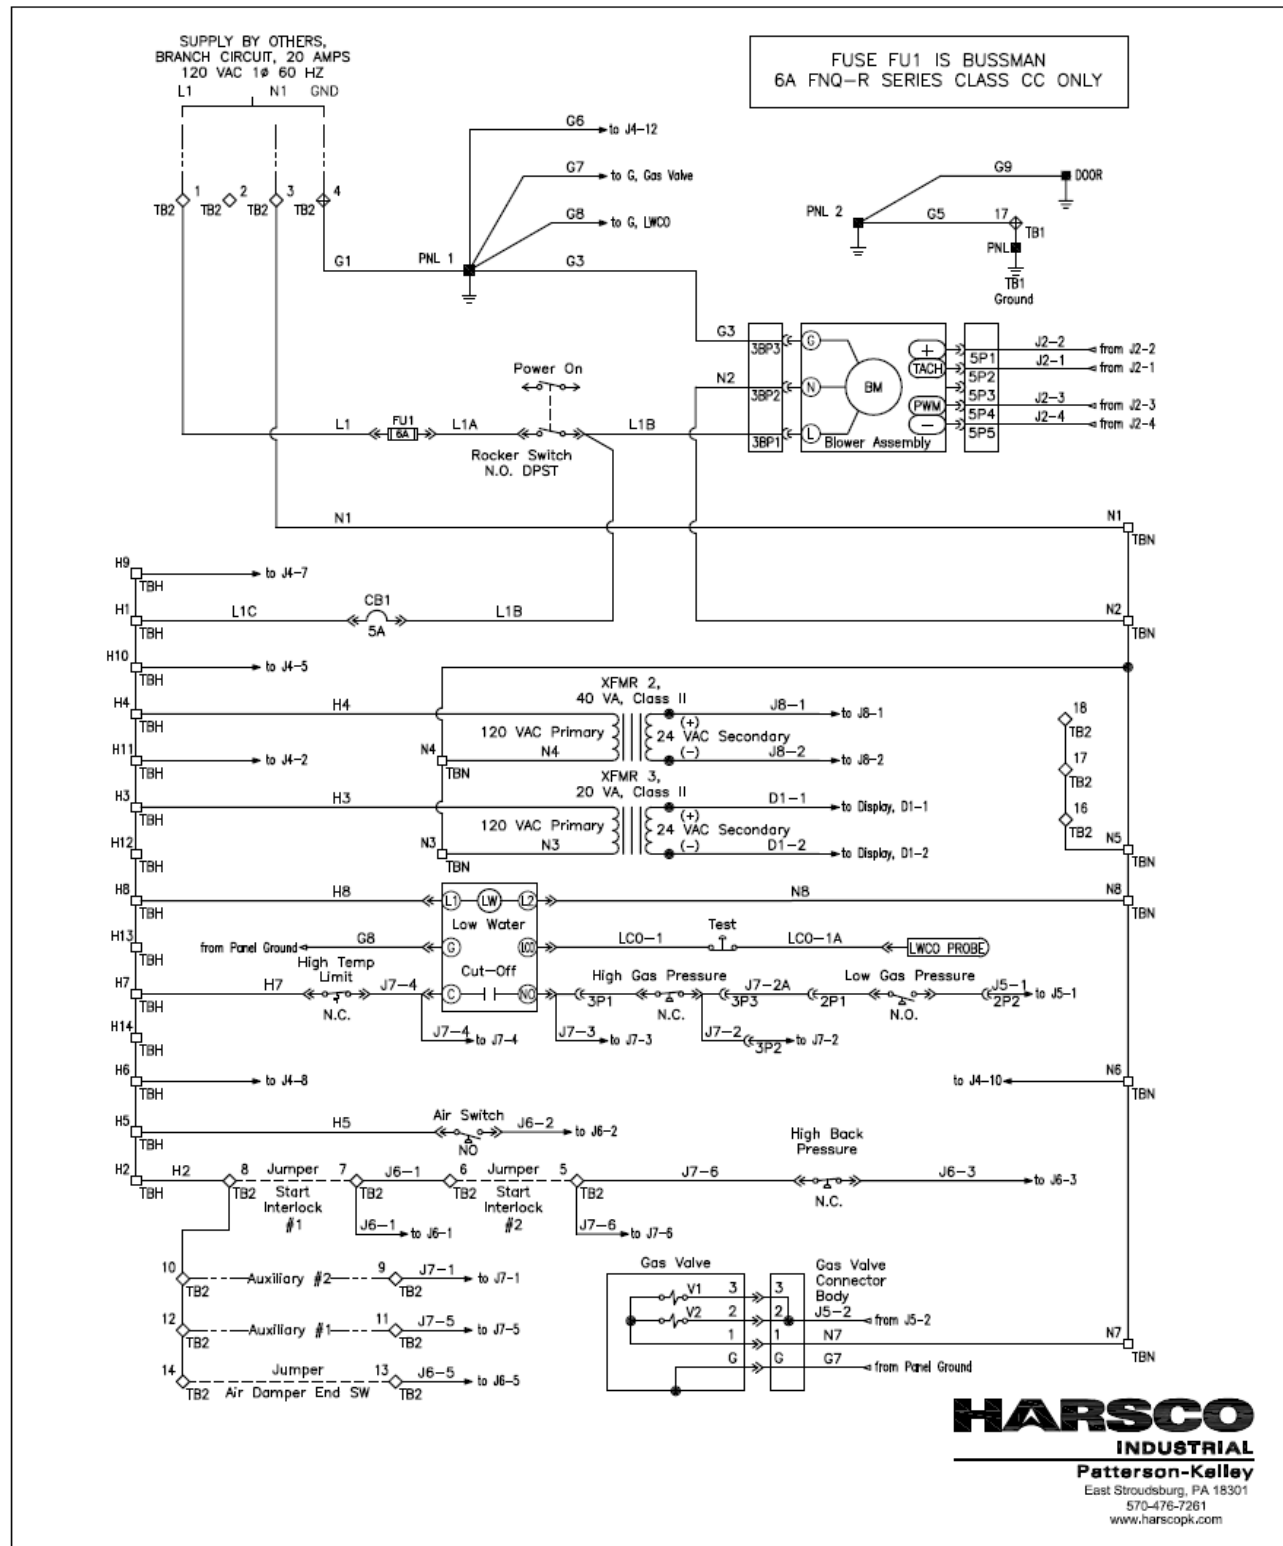 SUPPLY BY OTHERS,
BRANCH CIRCUIT, 20 AMPS
120 VAC 1ø 60 HZ
L1 N1 GND
FUSE FU1 IS BUSSMAN
6A FNQ-R SERIES CLASS CC ONLY
G6 to J4-12
G7 to G, Gas Valve
G8 to G, LWCO
1 2 3 4
TB2 TB2 TB2 TB2
G9 DOOR
PNL 2 G5 17 TB1
PNL
TB1
Ground
G1 PNL 1 G3
G3 3BP3 G + J2-2 from J2-2
5P1
TACH J2-1 from J2-1
5P2
N2 3BP2 N BM
5P3
PWM J2-3 from J2-3
5P4
- J2-4 from J2-4
5P5
Power On
L1 FU1 6A L1A L1B 3BP1 L Blower Assembly
Rocker Switch
N.O. DPST
N1 N1 TBN
H9 TBH to J4-7
H1 TBH L1C CB1 5A L1B N2 TBN
H10 TBH to J4-5
XFMR 2,
40 VA, Class II
H4 TBH H4 J8-1 to J8-1
120 VAC Primary (+) 24 VAC Secondary (-)
H11 TBH to J4-2 N4 TBN N4 J8-2 to J8-2
18 TB2
17 TB2
16 TB2
XFMR 3,
20 VA, Class II
H3 TBH H3 D1-1 to Display, D1-1
120 VAC Primary (+) 24 VAC Secondary (-)
H12 TBH N3 TBN N3 D1-2 to Display, D1-2 N5 TBN
H8 TBH H8 L1 LW L2 N8 N8 TBN
Low Water
Test
H13 TBH from Panel Ground G8 G LCO-1 LCO-1A LWCO PROBE
Cut-Off
High Temp
Limit
High Gas Pressure Low Gas Pressure
H7 TBH H7 N.C. J7-4 C NO 3P1 N.C. 3P3 J7-2A 2P1 N.O. J5-1 2P2 to J5-1
H14 TBH J7-4 to J7-4 J7-3 to J7-3 J7-2 3P2 to J7-2
H6 TBH to J4-8 to J4-10 N6 TBN
Air Switch
H5 TBH H5 NO J6-2 to J6-2
High Back
Pressure
H2 TBH H2 8 TB2 Jumper 7 TB2 J6-1 6 TB2 Jumper 5 TB2 J7-6 N.C. J6-3 to J6-3
Start
Interlock
#1
Start
Interlock
#2
J6-1 to J6-1 J7-6 to J7-6
10 TB2 Auxiliary #2 9 TB2 J7-1 to J7-1
12 TB2 Auxiliary #1 11 TB2 J7-5 to J7-5
14 TB2 Jumper 13 TB2 J6-5 to J6-5
Air Damper End SW
Gas Valve
Gas Valve
Connector
Body
V1 3 3
V2 2 2 J5-2 from J5-2
1 1 N7 N7 TBN
G G G7 from Panel Ground
HARSCO
INDUSTRIAL
Patterson-Kelley
East Stroudsburg, PA 18301
570-476-7261
www.harscopk.com